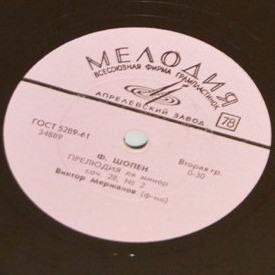 МЕЛОДИЯ
ВСЕСОЮЗНАЯ ФИРМА ГРАМПЛАСТИНОК
АПРЕЛЕВСКИЙ ЗАВОД
78
ГОСТ 5289-61
34889
Вторая гр.
0-30
Ф. ШОПЕН
ПРЕЛЮДИЯ ля минор
соч. 28, № 2
Виктор Мержанов (ф-но)